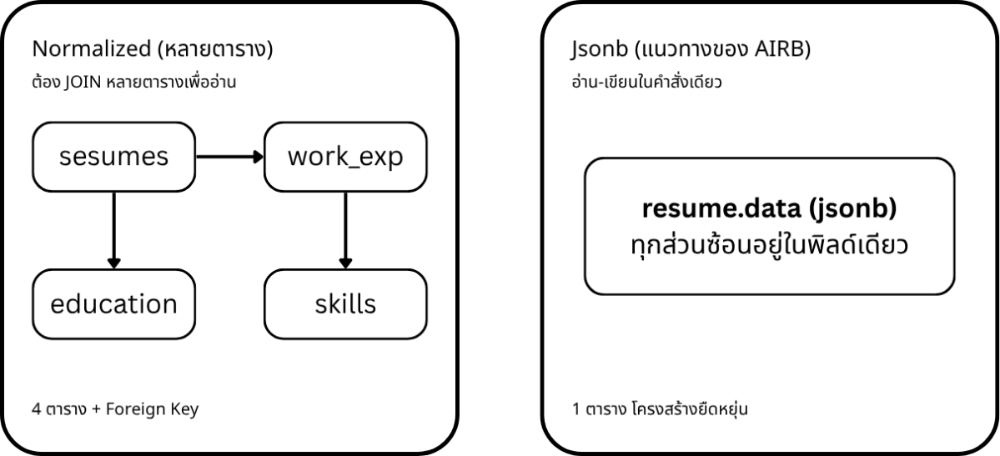 Normalized (หลายตาราง)
ต้อง JOIN หลายตารางเพื่ออ่าน
sesumes
work_exp
education
skills
4 ตาราง + Foreign Key
Jsonb (แนวทางของ AIRB)
อ่าน-เขียนในคำสั่งเดียว
resume.data (jsonb)
ทุกส่วนซ้อนอยู่ในพิลด์เดียว
1 ตาราง โครงสร้างยืดหยุ่น